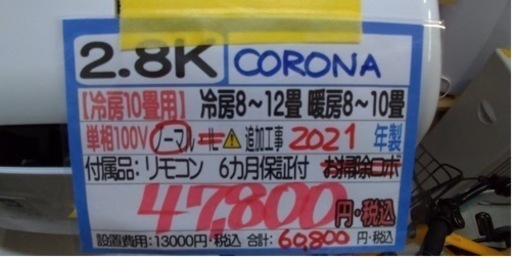 2.8K CORONA
【冷房10畳用】 冷房8～12畳 暖房8～10畳
単相100V ノーマル ⚠追加工事 2021 年製
付属品：リモコン 6カ月保証付 お掃除ロボ
47,800円・税込
設置費用：13000円・税込 合計：60,800円・税込